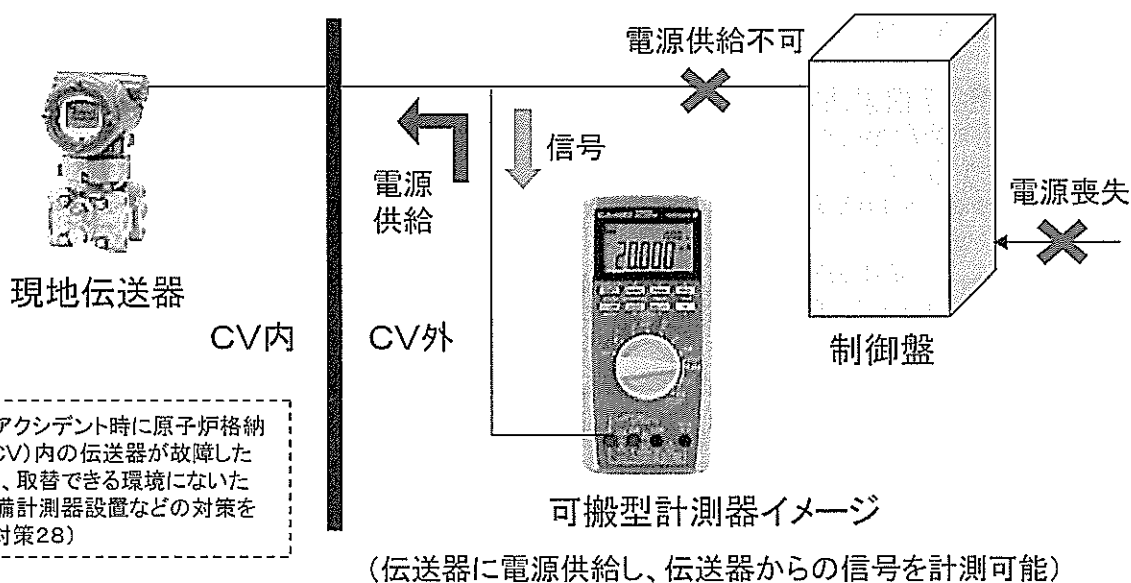 電源供給不可
信号
電源
供給
電源喪失
20.000
現地伝送器
CV内
CV外
制御盤
アクシデント時に原子炉格納
CV)内の伝送器が故障した
、取替できる環境にないた
備計測器設置などの対策を
対策28)
可搬型計測器イメージ
(伝送器に電源供給し、伝送器からの信号を計測可能)